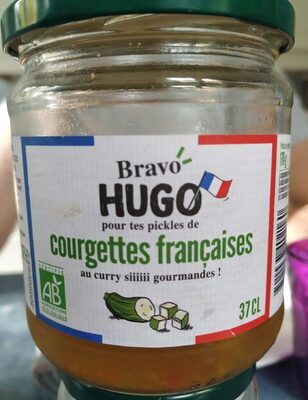 Bravo
HUGO
pour tes pickles de
courgettes françaises
au curry siiiiii gourmandes !
AB
37CL